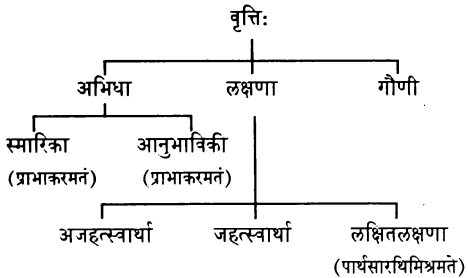 वृत्तिः
अभिधा लक्षणा गौणी
स्मारिका आनुभाविकी
(प्राभाकरमतं) (प्राभाकरमतं)
अजहत्स्वार्था जहत्स्वार्था लक्षितलक्षणा
(पार्थसारथिमिश्रमते)